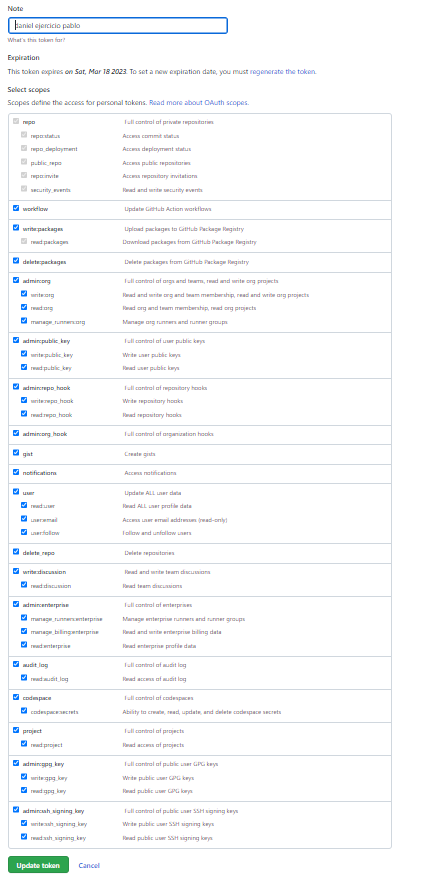 Note
daniel ejercicio pablo
What's this token for?
Expiration
This token expires on Sat, Mar 18 2023. To set a new expiration date, you must regenerate the token.
Select scopes
Scopes define the access for personal tokens. Read more about OAuth scopes.
repo Full control of private repositories
repo:status Access commit status
repo_deployment Access deployment status
public_repo Access public repositories
repo:invite Access repository invitations
security_events Read and write security events
workflow Update GitHub Action workflows
write:packages Upload packages to GitHub Package Registry
read:packages Download packages from GitHub Package Registry
delete:packages Delete packages from GitHub Package Registry
admin:org Full control of orgs and teams, read and write org projects
write:org Read and write org and team membership, read and write org projects
read:org Read org and team membership, read org projects
manage_runners:org Manage org runners and runner groups
admin:public_key Full control of user public keys
write:public_key Write user public keys
read:public_key Read user public keys
admin:repo_hook Full control of repository hooks
write:repo_hook Write repository hooks
read:repo_hook Read repository hooks
admin:org_hook Full control of organization hooks
gist Create gists
notifications Access notifications
user Update ALL user data
read:user Read ALL user profile data
user:email Access user email addresses (read-only)
user:follow Follow and unfollow users
delete_repo Delete repositories
write:discussion Read and write team discussions
read:discussion Read team discussions
admin:enterprise Full control of enterprises
manage_runners:enterprise Manage enterprise runners and runner groups
manage_billing:enterprise Read and write enterprise billing data
read:enterprise Read enterprise profile data
audit_log Full control of audit log
read:audit_log Read access of audit log
codespace Full control of codespaces
codespace:secrets Ability to create, read, update, and delete codespace secrets
project Full control of projects
read:project Read access of projects
admin:gpg_key Full control of public user GPG keys
write:gpg_key Write public user GPG keys
read:gpg_key Read public user GPG keys
admin:ssh_signing_key Full control of public user SSH signing keys
write:ssh_signing_key Write public user SSH signing keys
read:ssh_signing_key Read public user SSH signing keys
Update token Cancel